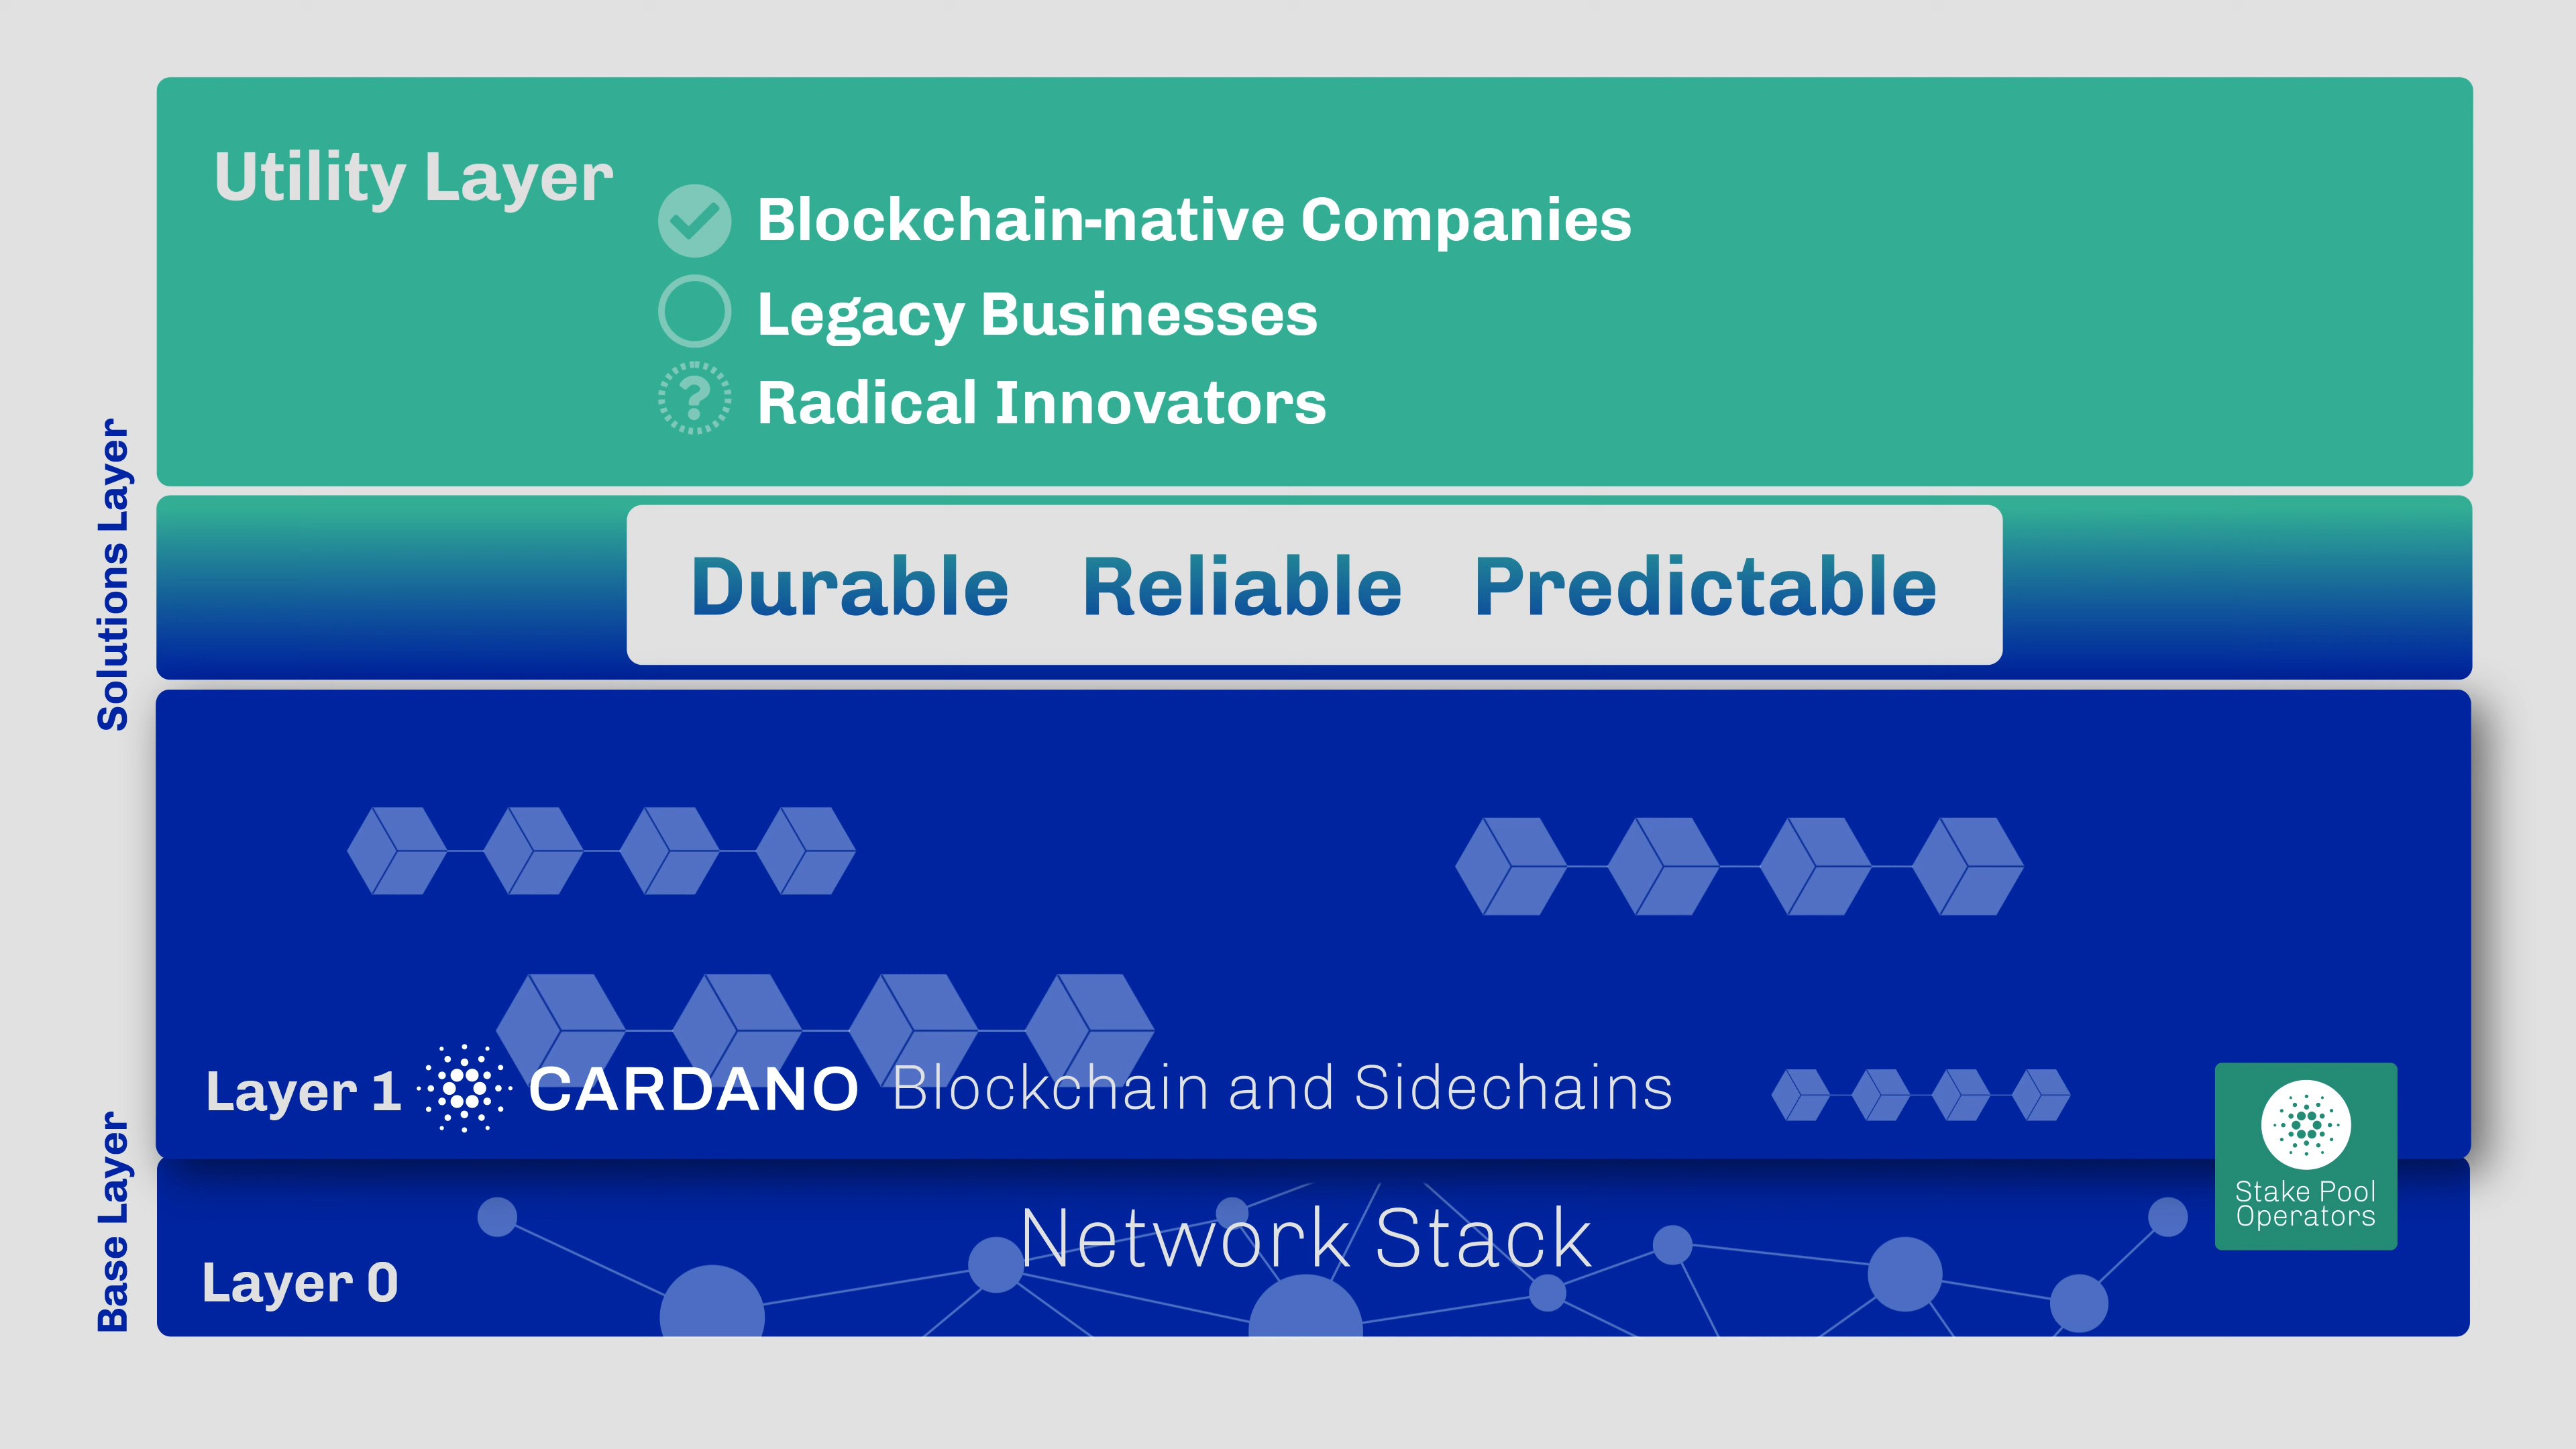 Utility Layer
Blockchain-native Companies
Legacy Businesses
?
Radical Innovators
Solutions Layer
Durable Reliable Predictable
Layer 1 CARDANO Blockchain and Sidechains
Base Layer
Stake Pool
Operators
Network Stack
Layer 0